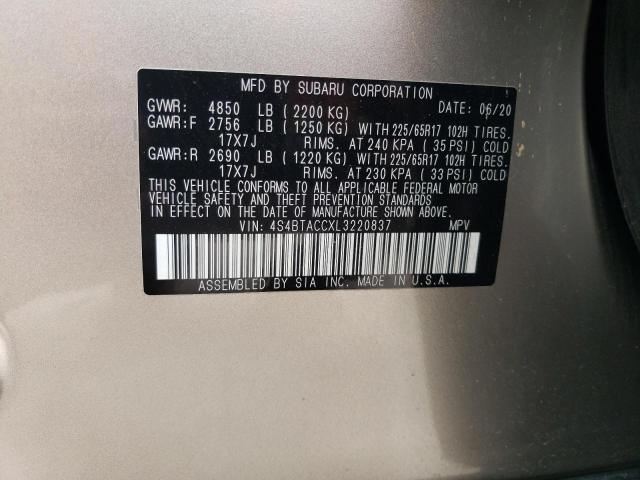 MFD BY SUBARU CORPORATION
GVWR: 4850 LB ( 2200 KG) DATE: 06/20
GAWR:F 2756 LB ( 1250 KG) WITH 225/65R17 102H TIRES.
17X7J RIMS. AT 240 KPA ( 35 PSI) COLD
GAWR:R 2690 LB ( 1220 KG) WITH 225/65R17 102H TIRES.
17X7J RIMS. AT 230 KPA ( 33 PSI) COLD
THIS VEHICLE CONFORMS TO ALL APPLICABLE FEDERAL MOTOR
VEHICLE SAFETY AND THEFT PREVENTION STANDARDS
IN EFFECT ON THE DATE OF MANUFACTURE SHOWN ABOVE.
VIN: 4S4BTACCXL3220837 MPV
ASSEMBLED BY SIA INC. MADE IN U.S.A.